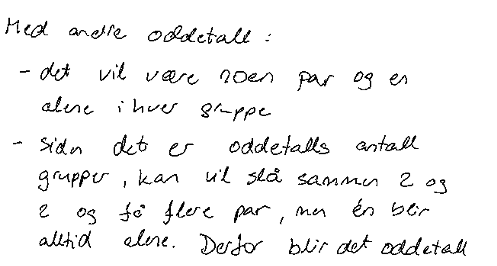 Med andre oddetall :
- det vil være noen par og en
alene i hver gruppe
- siden det er oddetalls antall
grupper, kan vi slå sammen 2 og
2 og få flere par, men én blir
alltid alene. Derfor blir det oddetall